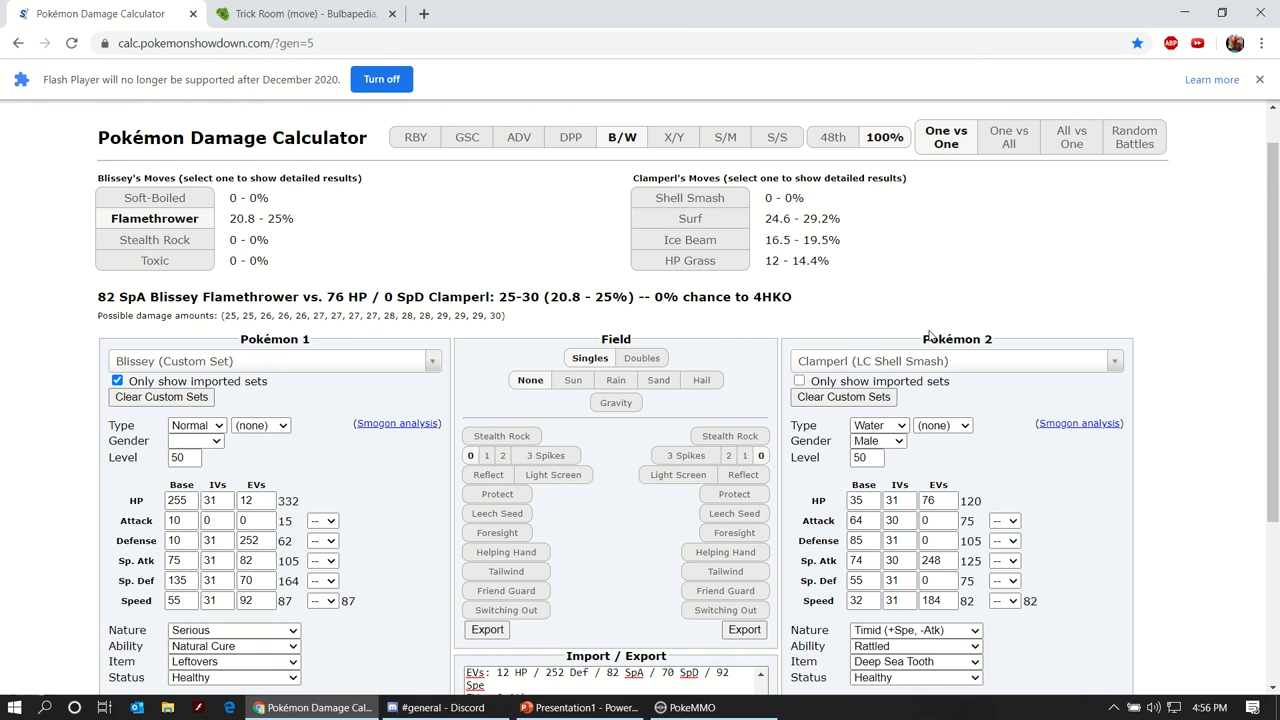 Pokémon Damage Calculator
Trick Room (move) - Bulbapedia,
calc.pokemonshowdown.com/?gen=5
ABP
Flash Player will no longer be supported after December 2020.
Turn off
Learn more
Pokémon Damage Calculator
RBY GSC ADV DPP B/W X/Y S/M S/S 48th 100%
One vs One
One vs All
All vs One
Random Battles
Blissey's Moves (select one to show detailed results)
Soft-Boiled 0 - 0%
Flamethrower 20.8 - 25%
Stealth Rock 0 - 0%
Toxic 0 - 0%
Clamperl's Moves (select one to show detailed results)
Shell Smash 0 - 0%
Surf 24.6 - 29.2%
Ice Beam 16.5 - 19.5%
HP Grass 12 - 14.4%
82 SpA Blissey Flamethrower vs. 76 HP / 0 SpD Clamperl: 25-30 (20.8 - 25%) -- 0% chance to 4HKO
Possible damage amounts: (25, 25, 26, 26, 26, 27, 27, 27, 27, 28, 28, 28, 29, 29, 29, 30)
Pokémon 1
Blissey (Custom Set)
Only show imported sets
Clear Custom Sets
Type Normal (none) (Smogon analysis)
Gender
Level 50
Base IVs EVs
HP 255 31 12 332
Attack 10 0 0 15 --
Defense 10 31 252 62 --
Sp. Atk 75 31 82 105 --
Sp. Def 135 31 70 164 --
Speed 55 31 92 87 -- 87
Nature Serious
Ability Natural Cure
Item Leftovers
Status Healthy
Field
Singles Doubles
None Sun Rain Sand Hail
Gravity
Stealth Rock Stealth Rock
0 1 2 3 Spikes 3 Spikes 2 1 0
Reflect Light Screen Light Screen Reflect
Protect Protect
Leech Seed Leech Seed
Foresight Foresight
Helping Hand Helping Hand
Tailwind Tailwind
Friend Guard Friend Guard
Switching Out Switching Out
Export Export
Import / Export
EVs: 12 HP / 252 Def / 82 SpA / 70 SpD / 92
Spe
Pokémon 2
Clamperl (LC Shell Smash)
Only show imported sets
Clear Custom Sets
Type Water (none) (Smogon analysis)
Gender Male
Level 50
Base IVs EVs
HP 35 31 76 120
Attack 64 30 0 75 --
Defense 85 31 0 105 --
Sp. Atk 74 30 248 125 --
Sp. Def 55 31 0 75 --
Speed 32 31 184 82 -- 82
Nature Timid (+Spe, -Atk)
Ability Rattled
Item Deep Sea Tooth
Status Healthy
Pokémon Damage Cal...
#general - Discord
Presentation1 - Powe...
PokeMMO
4:56 PM